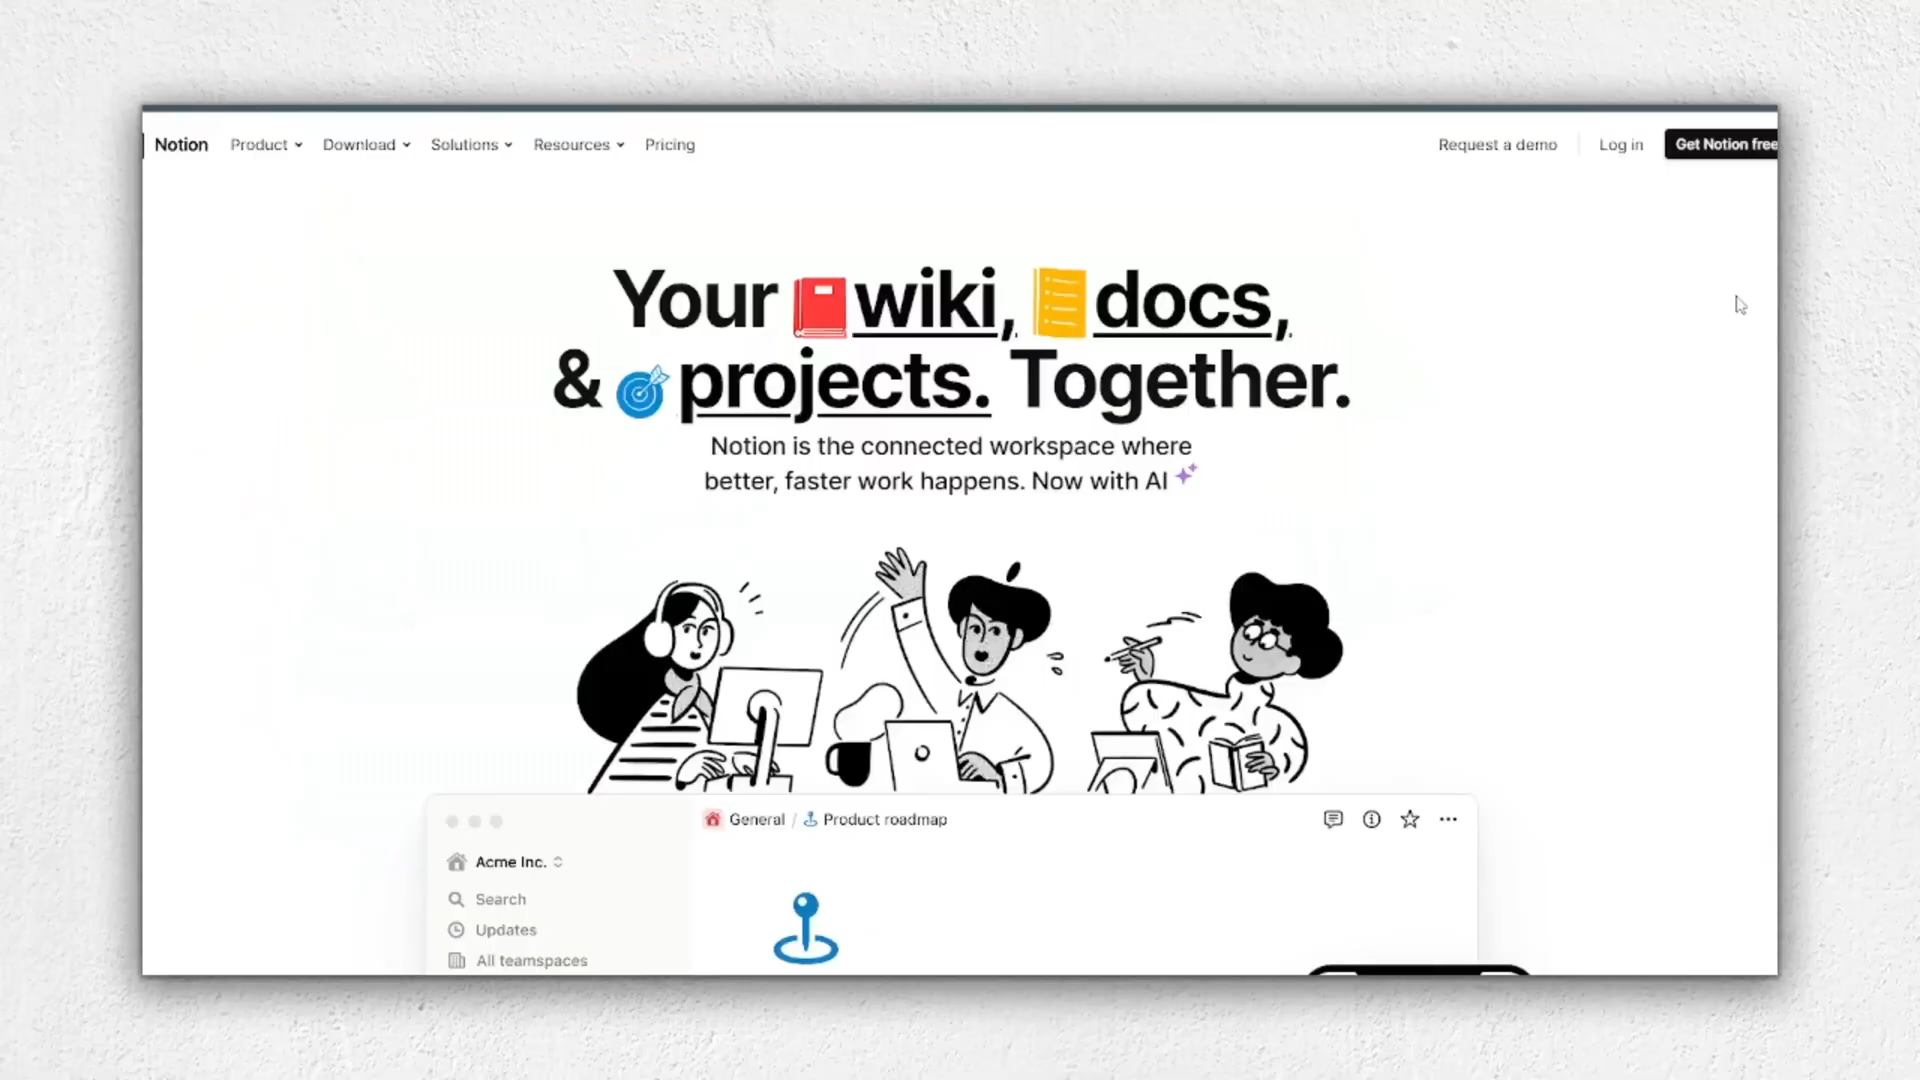 Notion Product Download Solutions Resources Pricing Request a demo Log in Get Notion free
Your wiki, docs,
& projects. Together.
Notion is the connected workspace where
better, faster work happens. Now with AI
General / Product roadmap
Acme Inc.
Search
Updates
All teamspaces